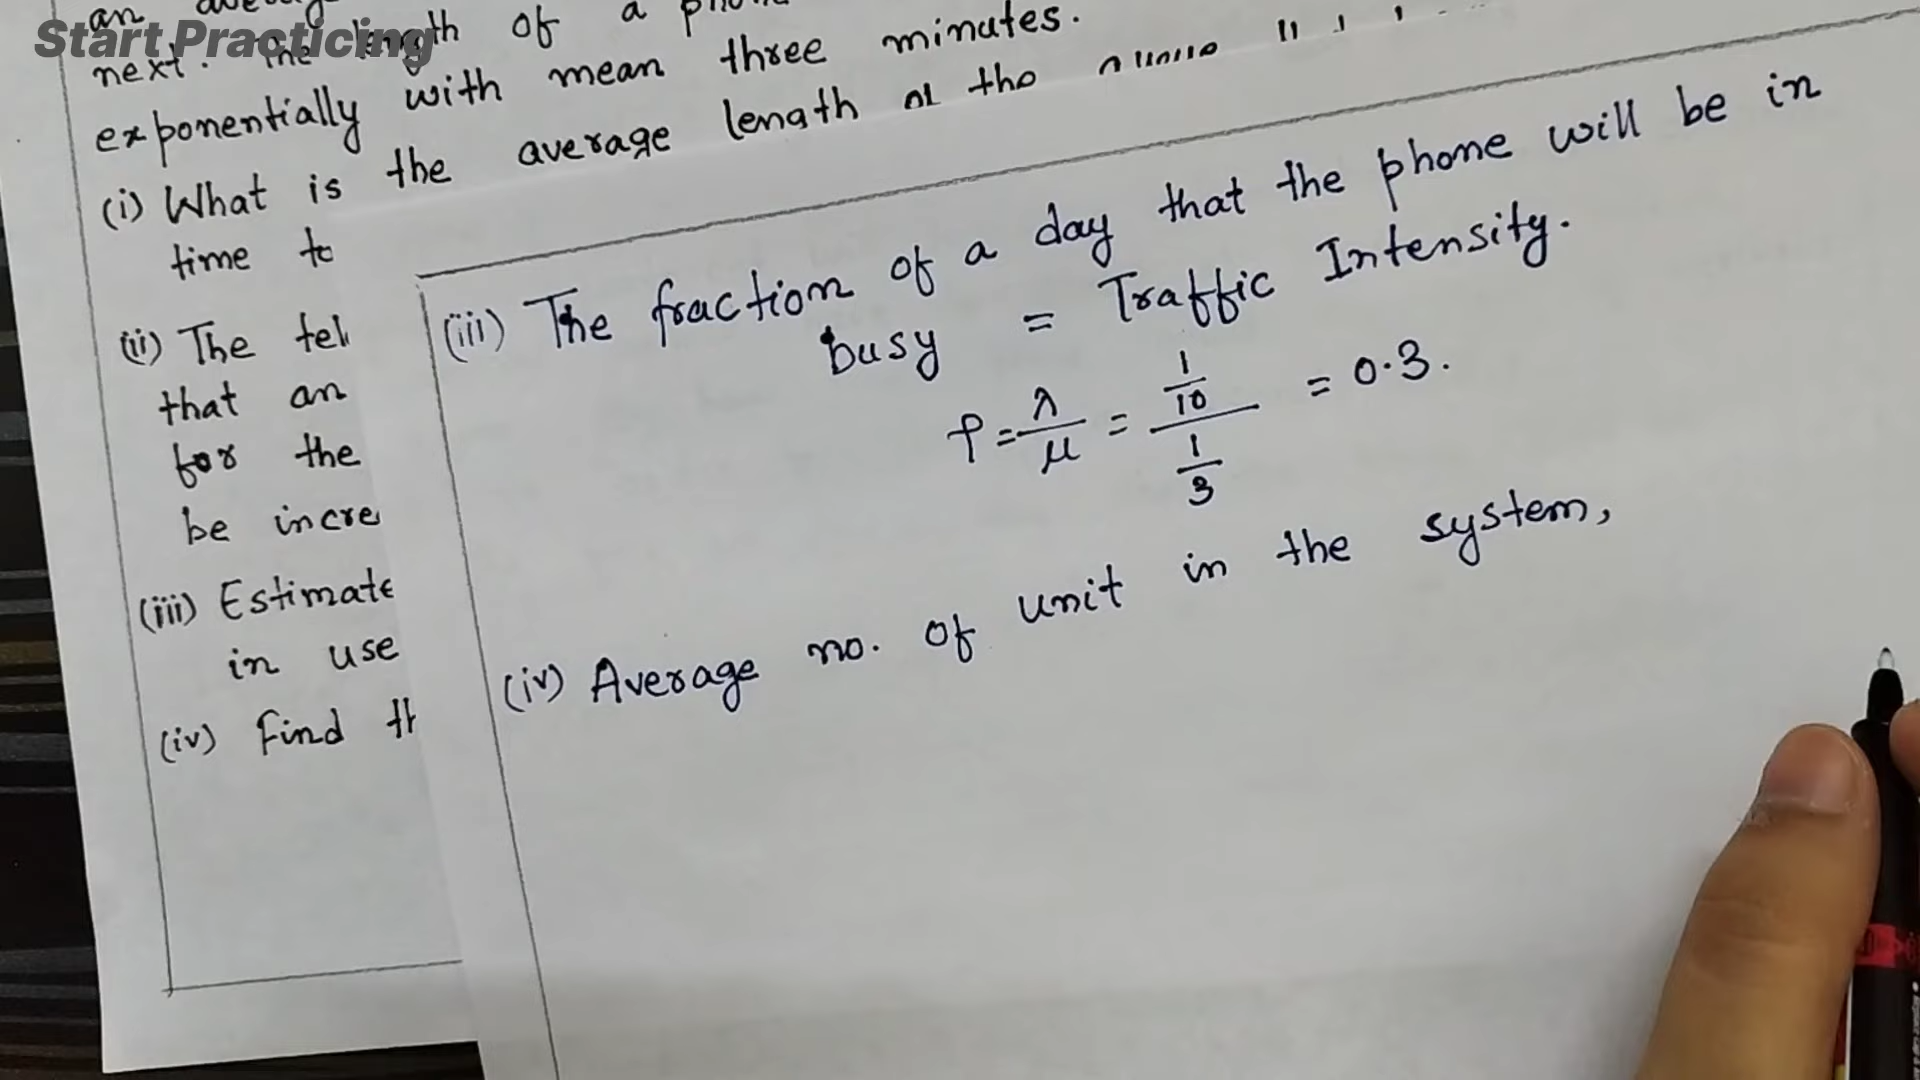 Start Practicing
an
next. The length of a
exponentially with mean three minutes.
(i) What is the average length of the
time to
(ii) The tel
that an
for the
be incre
(iii) Estimate
in use
(iv) Find th
(iii) The fraction of a day that the phone will be in
busy = Traffic Intensity.
ρ = λ/μ = 1/10 / 1/3 = 0.3.
(iv) Average no. of unit in the system,